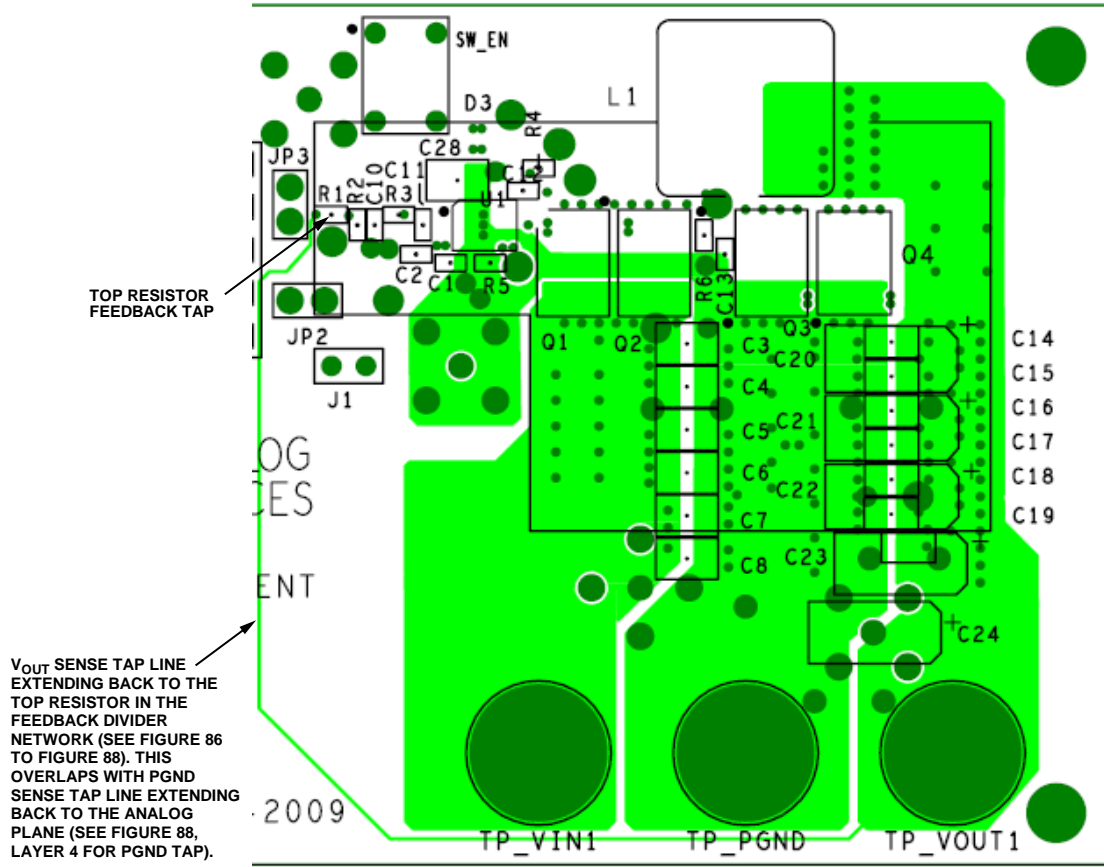 SW_EN
D3
L1
R4
JP3
C28
C11
C12
R1
R2
C10
R3
U1
Q4
C2
C1
R5
R6
C13
TOP RESISTOR
FEEDBACK TAP
JP2
Q1
Q2
Q3
C3
C20
C14
C15
C4
J1
C16
C21
C5
C17
OG
C6
C18
CES
C22
C7
C19
C8
C23
ENT
C24
VOUT SENSE TAP LINE
EXTENDING BACK TO THE
TOP RESISTOR IN THE
FEEDBACK DIVIDER
NETWORK (SEE FIGURE 86
TO FIGURE 88). THIS
OVERLAPS WITH PGND
SENSE TAP LINE EXTENDING
BACK TO THE ANALOG
PLANE (SEE FIGURE 88,
LAYER 4 FOR PGND TAP).
-2009
TP_VIN1
TP_PGND
TP_VOUT1